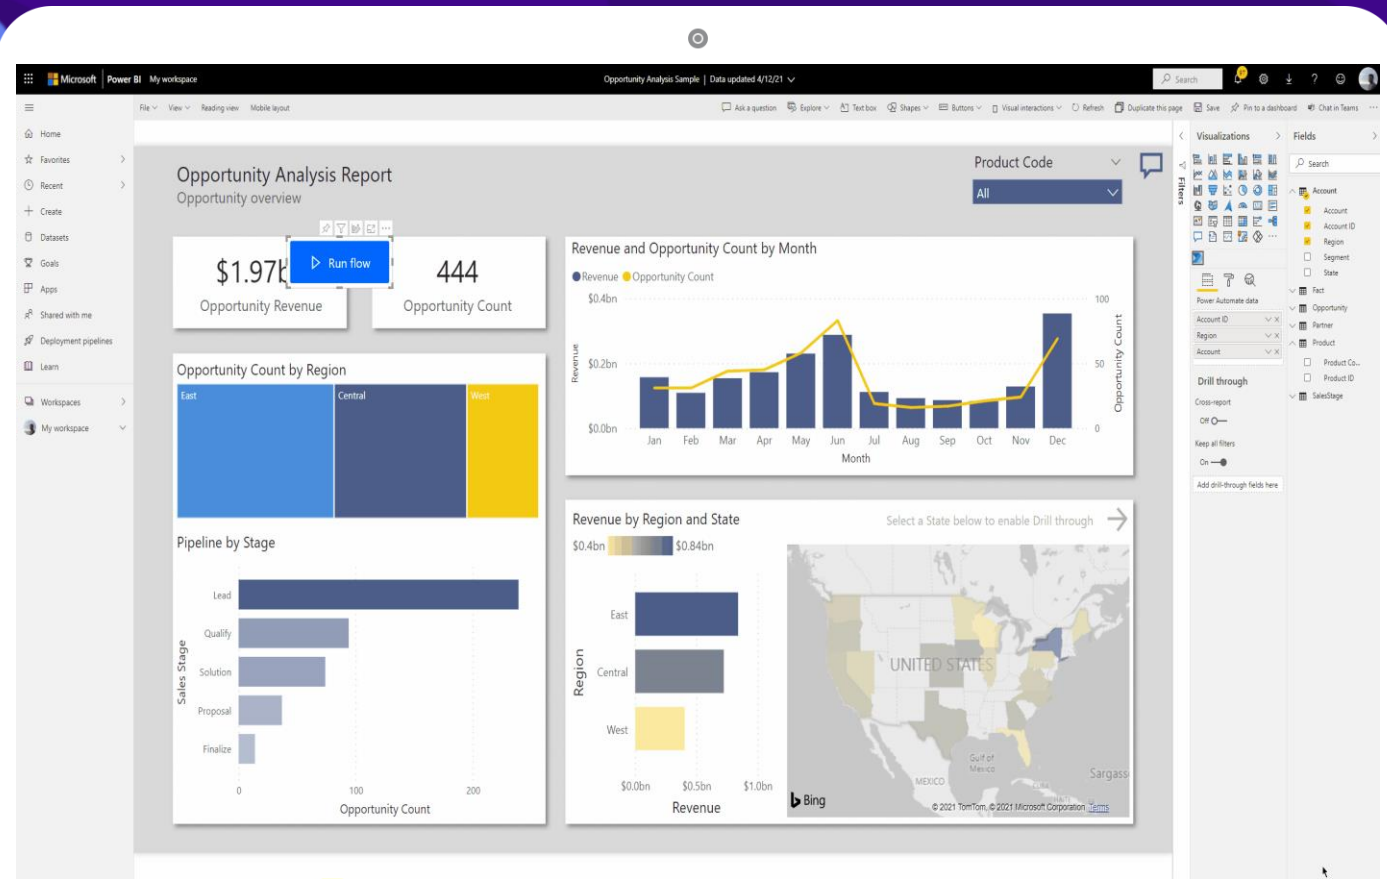 Microsoft Power BI My workspace
Opportunity Analysis Sample | Data updated 4/12/21
Search
File View Reading view Mobile layout
Ask a question Explore Text box Shapes Buttons Visual interactions Refresh Duplicate this page Save Pin to a dashboard Chat in Teams
Home
Favorites
Recent
Create
Datasets
Goals
Apps
Shared with me
Deployment pipelines
Learn
Workspaces
My workspace
Opportunity Analysis Report
Opportunity overview
Product Code
All
Run flow
$1.97b
Opportunity Revenue
444
Opportunity Count
Opportunity Count by Region
East Central West
Pipeline by Stage
Sales Stage
Lead
Qualify
Solution
Proposal
Finalize
0 100 200
Opportunity Count
Revenue and Opportunity Count by Month
Revenue Opportunity Count
$0.4bn 100
$0.2bn 50
$0.0bn 0
Revenue
Opportunity Count
Jan Feb Mar Apr May Jun Jul Aug Sep Oct Nov Dec
Month
Revenue by Region and State
Select a State below to enable Drill through
$0.4bn $0.84bn
Region
East
Central
West
$0.0bn $0.5bn $1.0bn
Revenue
UNITED STATES
Gulf of
Mexico
MEXICO
CUBA
Sargass
Bing
© 2021 TomTom, © 2021 Microsoft Corporation Terms
Filters
Visualizations
Power Automate data
Account ID
Region
Account
Drill through
Cross-report
Off
Keep all filters
On
Add drill-through fields here
Fields
Search
Account
Account
Account ID
Region
Segment
State
Fact
Opportunity
Partner
Product
Product Co...
Product ID
SalesStage